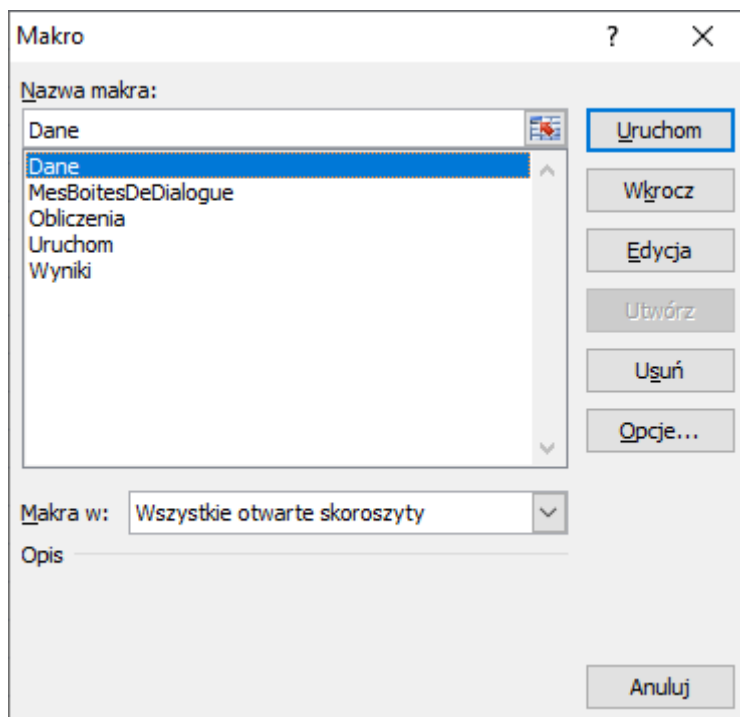 Makro ?
Nazwa makra:
Dane
Uruchom
Dane
MesBoitesDeDialogue
Obliczenia
Uruchom
Wyniki
Wkrocz
Edycja
Utwórz
Usuń
Opcje...
Makra w: Wszystkie otwarte skoroszyty
Opis
Anuluj